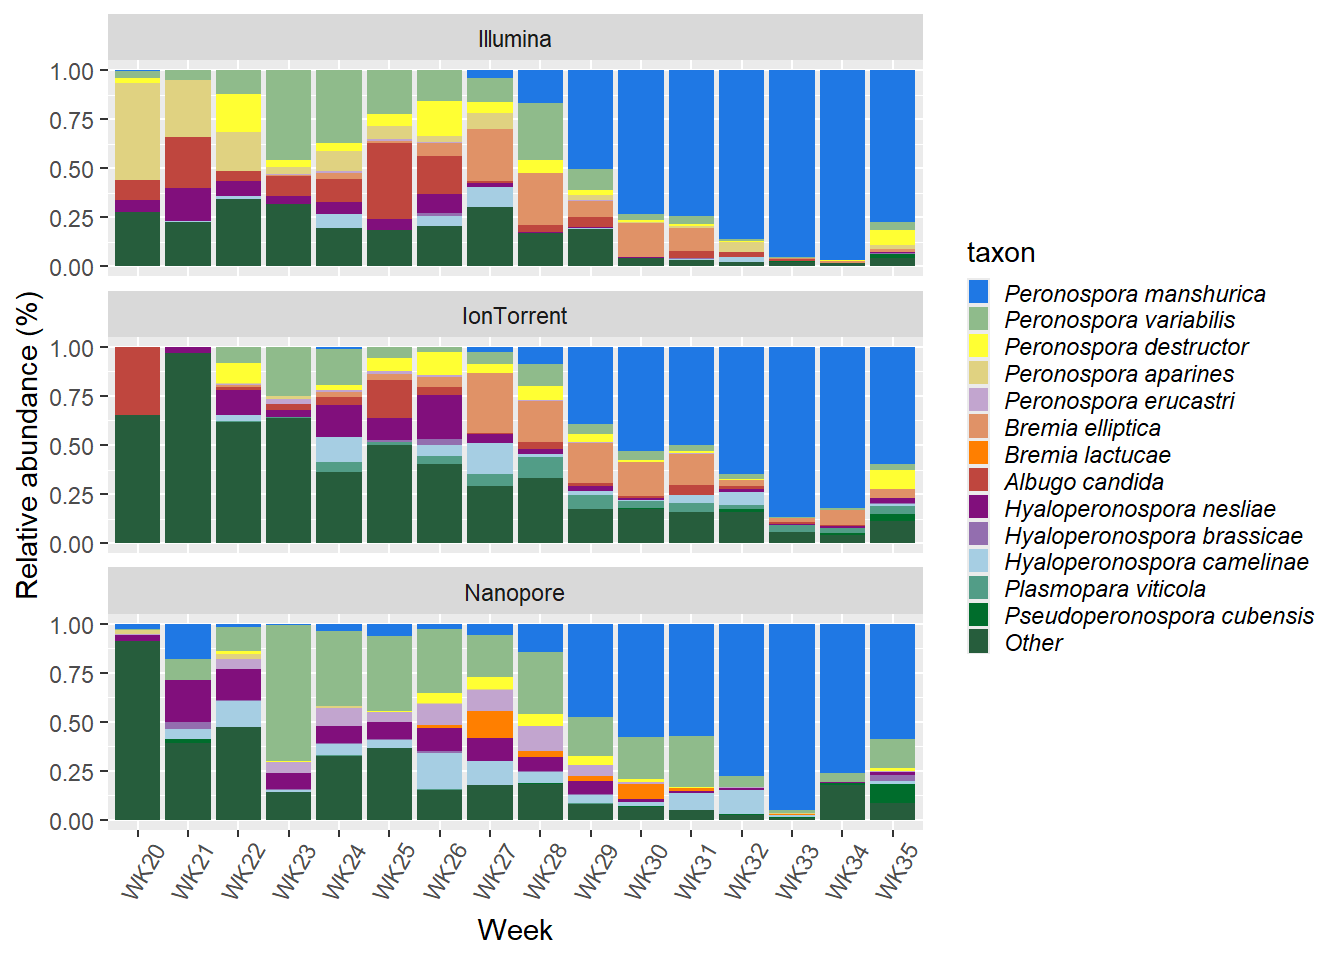 Illumina
1.00
0.75
0.50
0.25
0.00
IonTorrent
1.00
0.75
0.50
0.25
0.00
Nanopore
1.00
0.75
0.50
0.25
0.00
Relative abundance (%)
WK20 WK21 WK22 WK23 WK24 WK25 WK26 WK27 WK28 WK29 WK30 WK31 WK32 WK33 WK34 WK35
Week
taxon
Peronospora manshurica
Peronospora variabilis
Peronospora destructor
Peronospora aparines
Peronospora erucastri
Bremia elliptica
Bremia lactucae
Albugo candida
Hyaloperonospora nesliae
Hyaloperonospora brassicae
Hyaloperonospora camelinae
Plasmopara viticola
Pseudoperonospora cubensis
Other